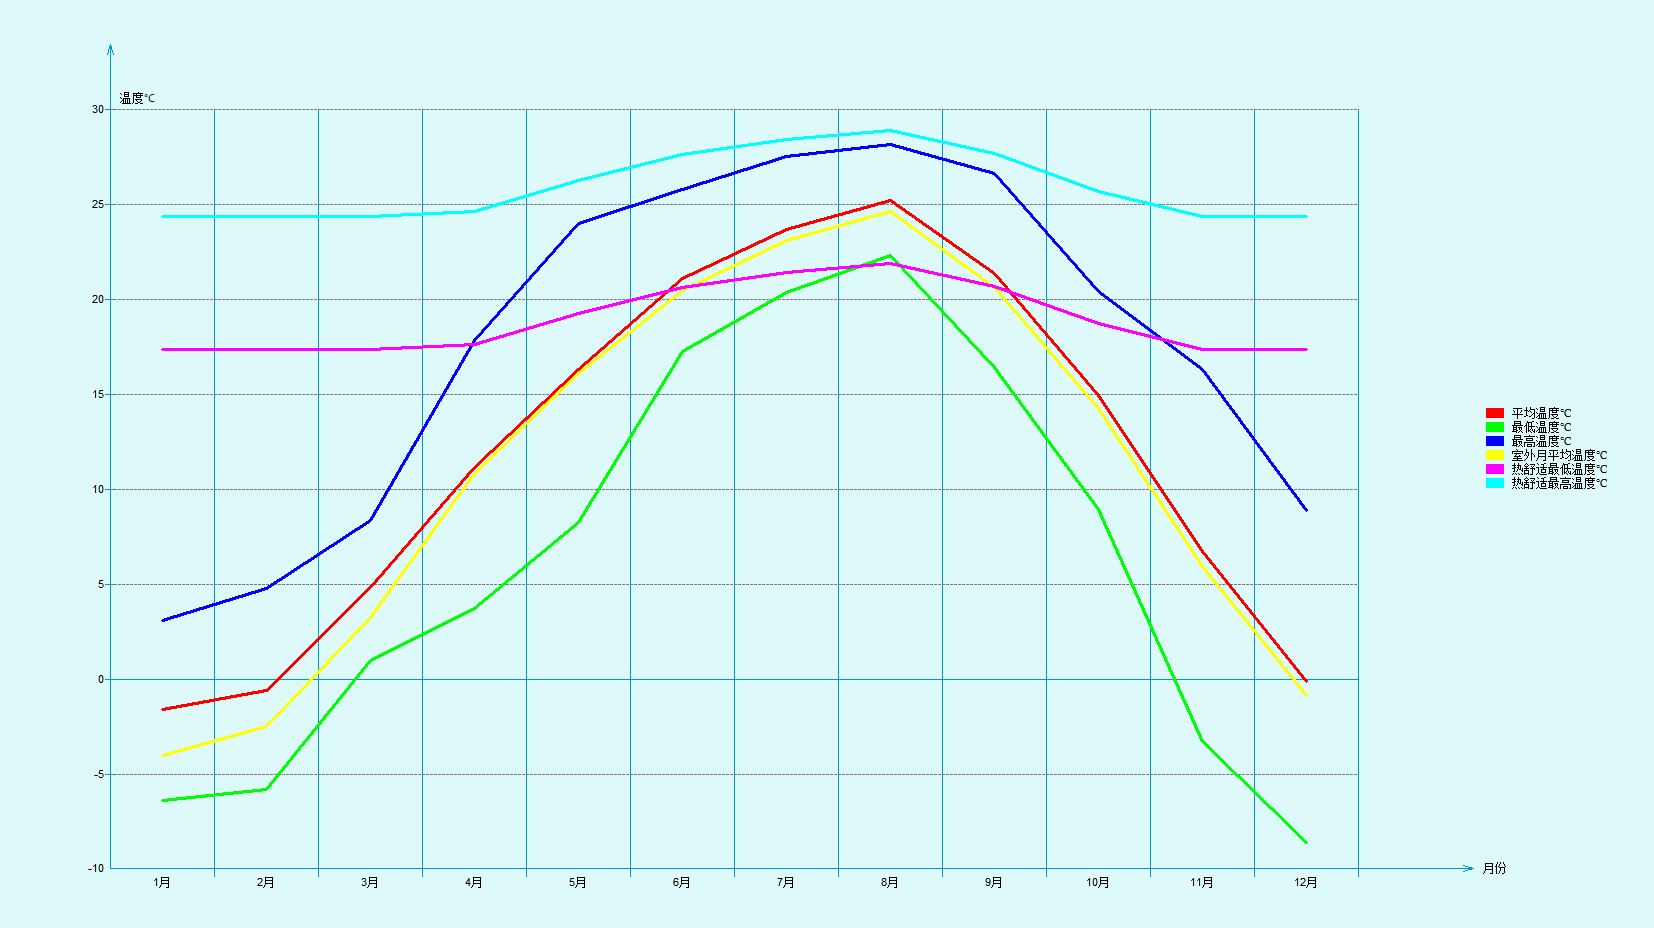 温度℃
30
25
20
15
10
5
0
-5
-10
1月 2月 3月 4月 5月 6月 7月 8月 9月 10月 11月 12月
月份
平均温度℃
最低温度℃
最高温度℃
室外月平均温度℃
热舒适最低温度℃
热舒适最高温度℃